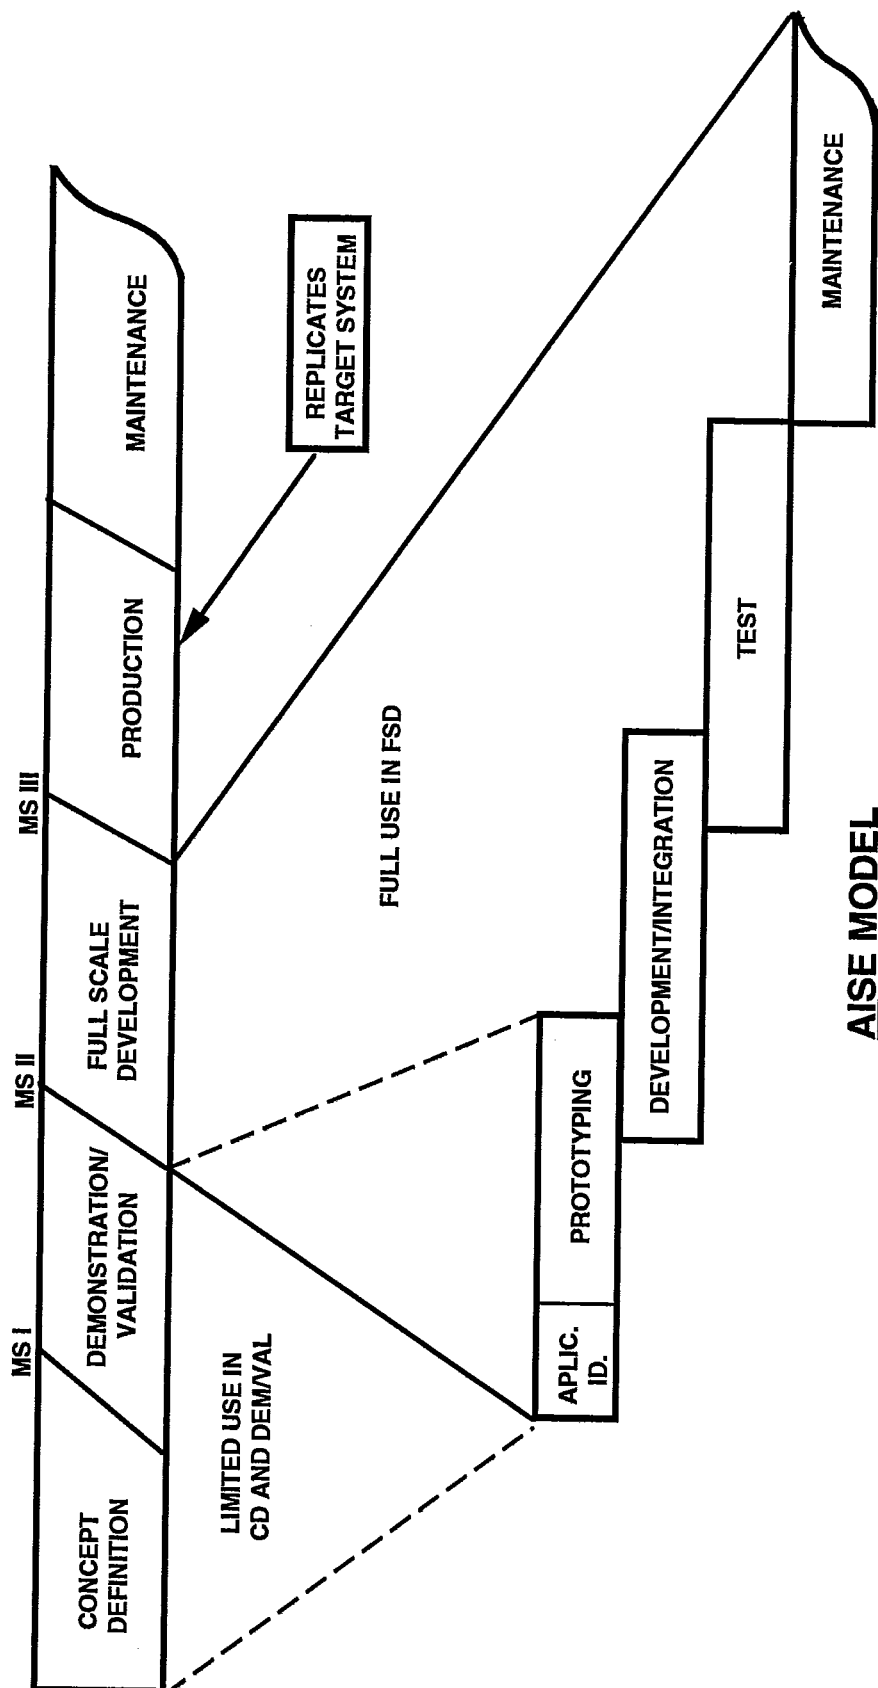 MS I
MS II
MS III
CONCEPT
DEFINITION
DEMONSTRATION/
VALIDATION
FULL SCALE
DEVELOPMENT
PRODUCTION
MAINTENANCE
REPLICATES
TARGET SYSTEM
LIMITED USE IN
CD AND DEM/VAL
FULL USE IN FSD
APLIC.
ID.
PROTOTYPING
DEVELOPMENT/INTEGRATION
TEST
MAINTENANCE
AISE MODEL